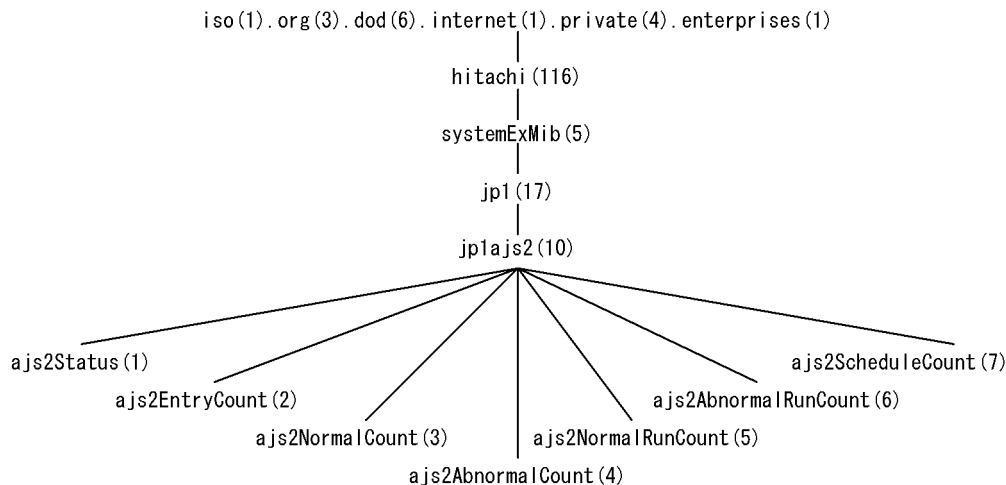 iso(1).org(3).dod(6).internet(1).private(4).enterprises(1)
hitachi(116)
systemExMib(5)
jp1(17)
jp1ajs2(10)
ajs2Status(1)
ajs2EntryCount(2)
ajs2NormalCount(3)
ajs2AbnormalCount(4)
ajs2NormalRunCount(5)
ajs2AbnormalRunCount(6)
ajs2ScheduleCount(7)